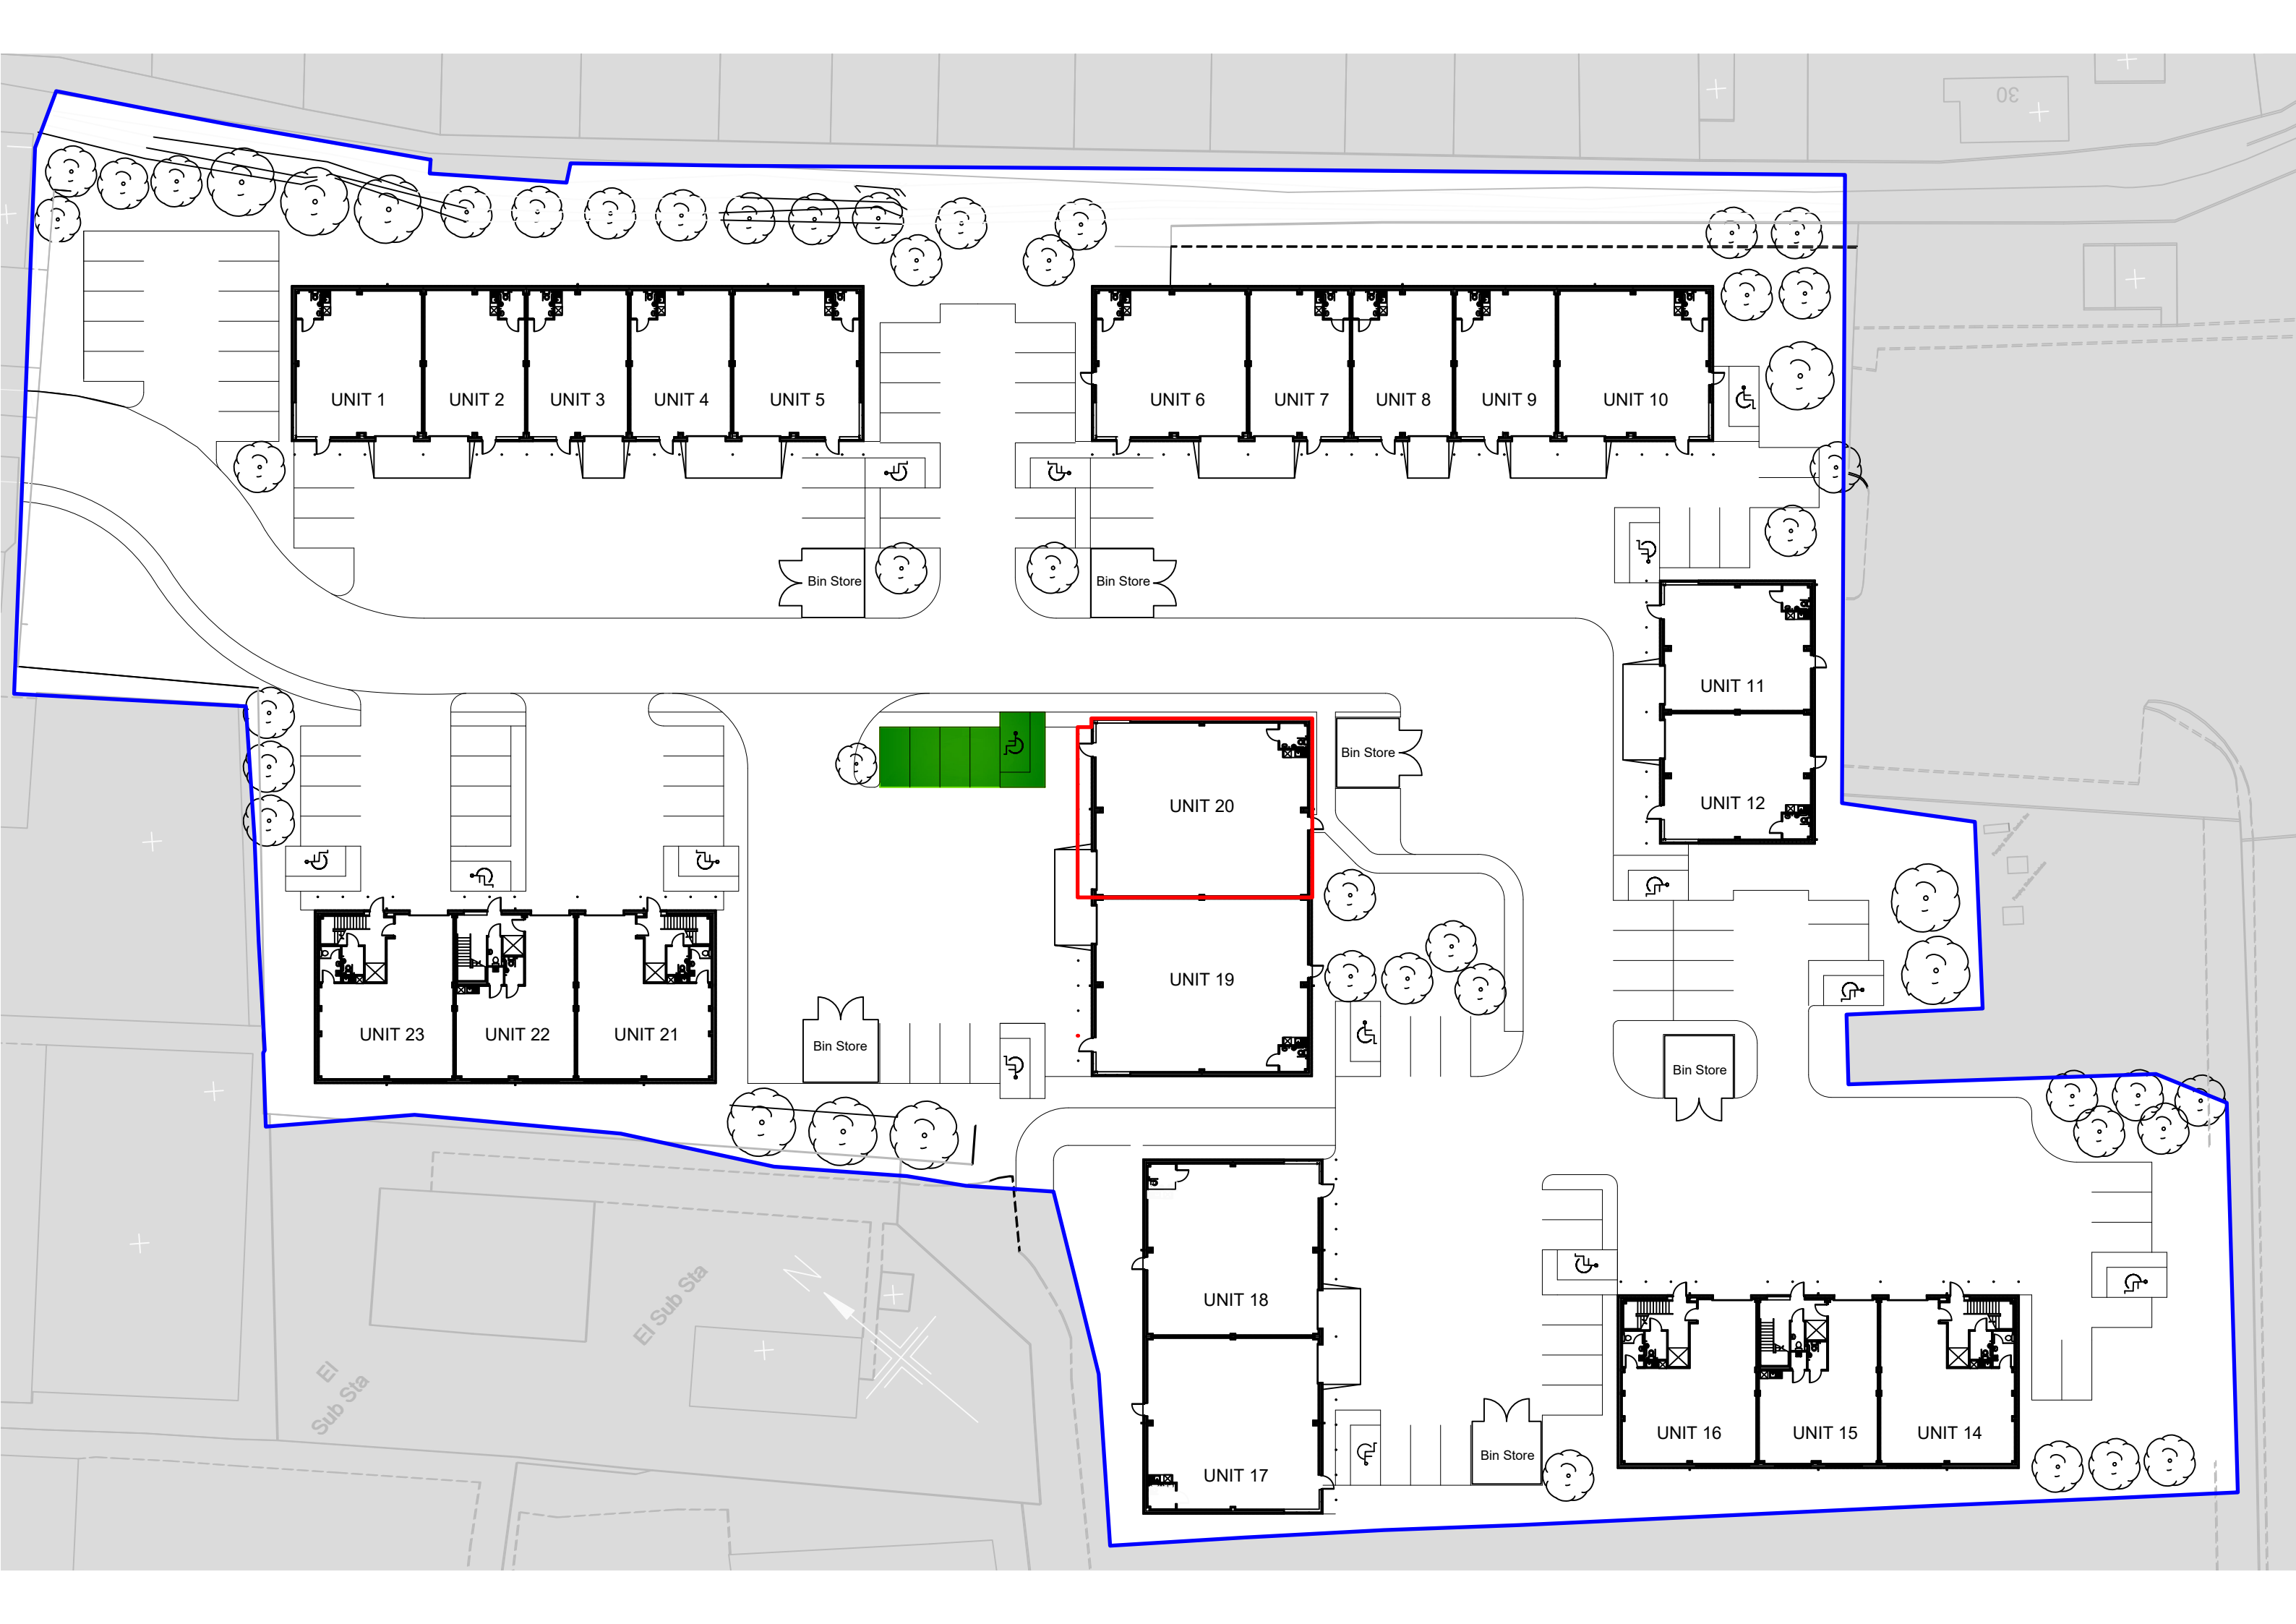 30
UNIT 1
UNIT 2
UNIT 3
UNIT 4
UNIT 5
UNIT 6
UNIT 7
UNIT 8
UNIT 9
UNIT 10
Bin Store
Bin Store
UNIT 11
UNIT 12
Bin Store
UNIT 20
UNIT 19
UNIT 23
UNIT 22
UNIT 21
Bin Store
Bin Store
El Sub Sta
El
Sub Sta
N
UNIT 18
UNIT 17
Bin Store
UNIT 16
UNIT 15
UNIT 14